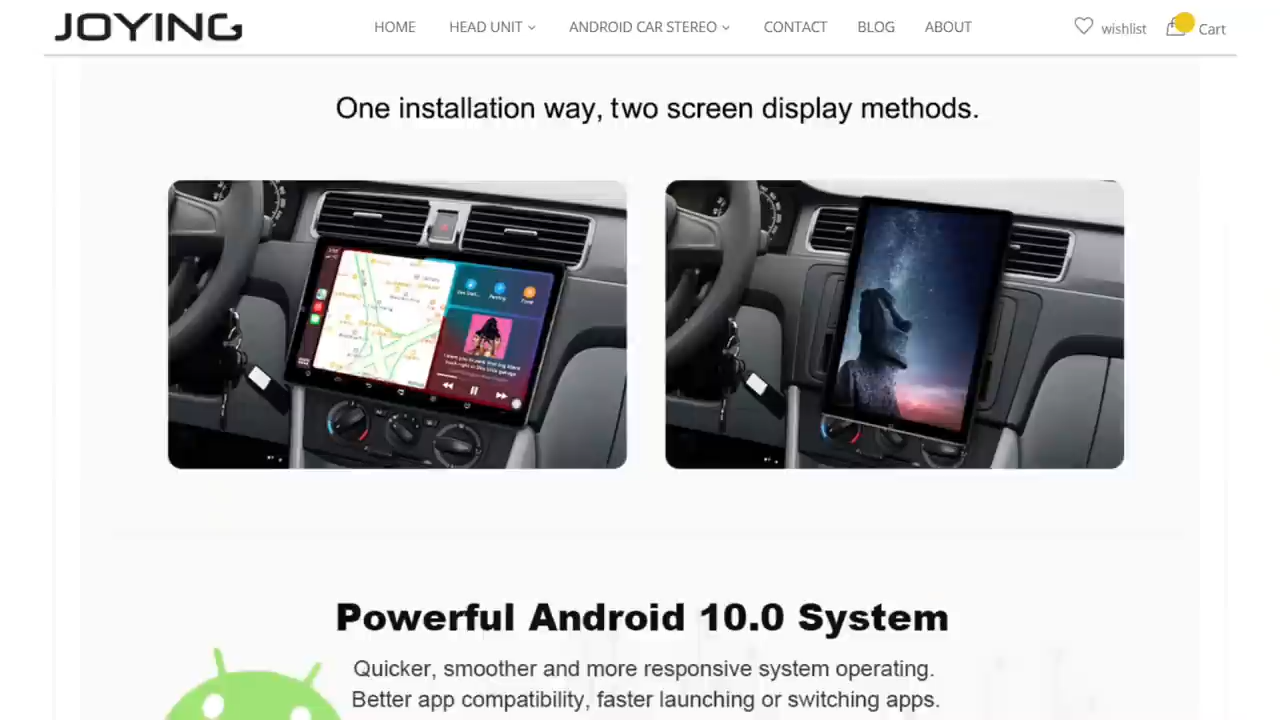 JOYING
HOME HEAD UNIT ANDROID CAR STEREO CONTACT BLOG ABOUT wishlist Cart
One installation way, two screen display methods.
Powerful Android 10.0 System
Quicker, smoother and more responsive system operating.
Better app compatibility, faster launching or switching apps.